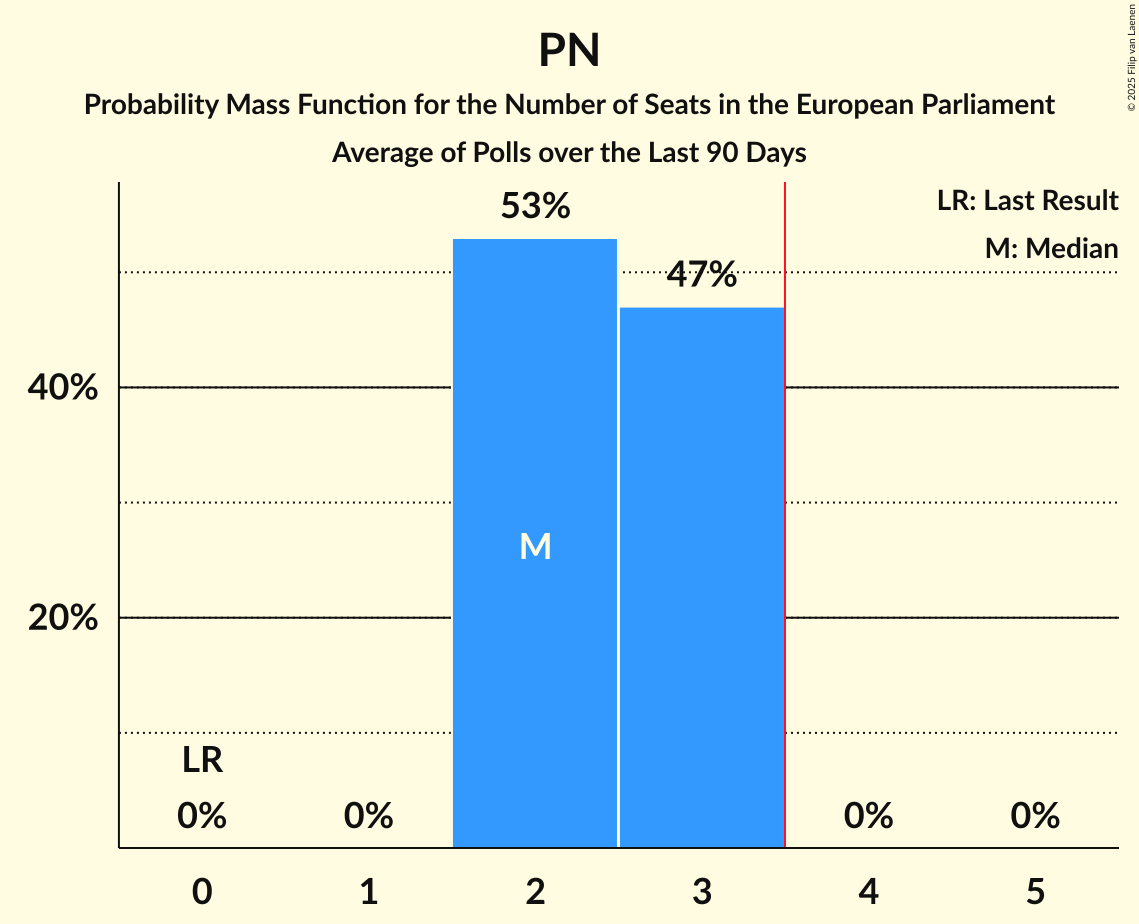 PN
Probability Mass Function for the Number of Seats in the European Parliament
Average of Polls over the Last 90 Days
© 2025 Filip van Laenen
LR: Last Result
M: Median
53%
47%
40%
M
20%
LR
0%
0%
0%
0%
0
1
2
3
4
5